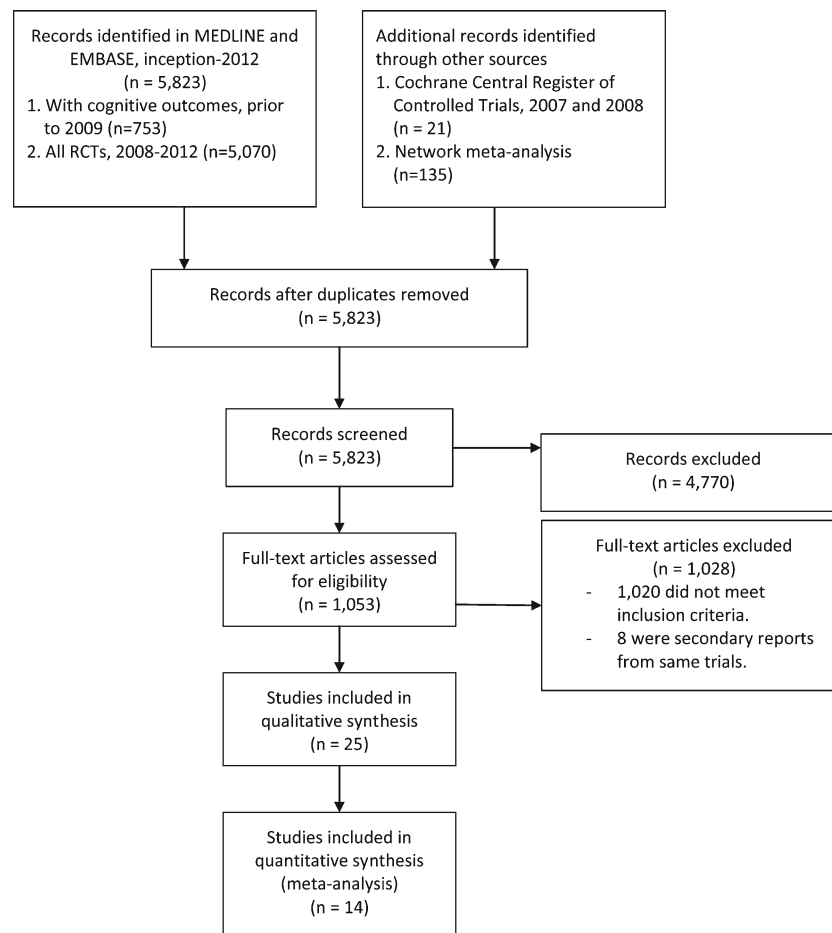 Records identified in MEDLINE and
EMBASE, inception-2012
(n = 5,823)
1. With cognitive outcomes, prior
to 2009 (n=753)
2. All RCTs, 2008-2012 (n=5,070)
Additional records identified
through other sources
1. Cochrane Central Register of
Controlled Trials, 2007 and 2008
(n = 21)
2. Network meta-analysis
(n=135)
Records after duplicates removed
(n = 5,823)
Records screened
(n = 5,823)
Records excluded
(n = 4,770)
Full-text articles assessed
for eligibility
(n = 1,053)
Full-text articles excluded
(n = 1,028)
- 1,020 did not meet
inclusion criteria.
- 8 were secondary reports
from same trials.
Studies included in
qualitative synthesis
(n = 25)
Studies included in
quantitative synthesis
(meta-analysis)
(n = 14)